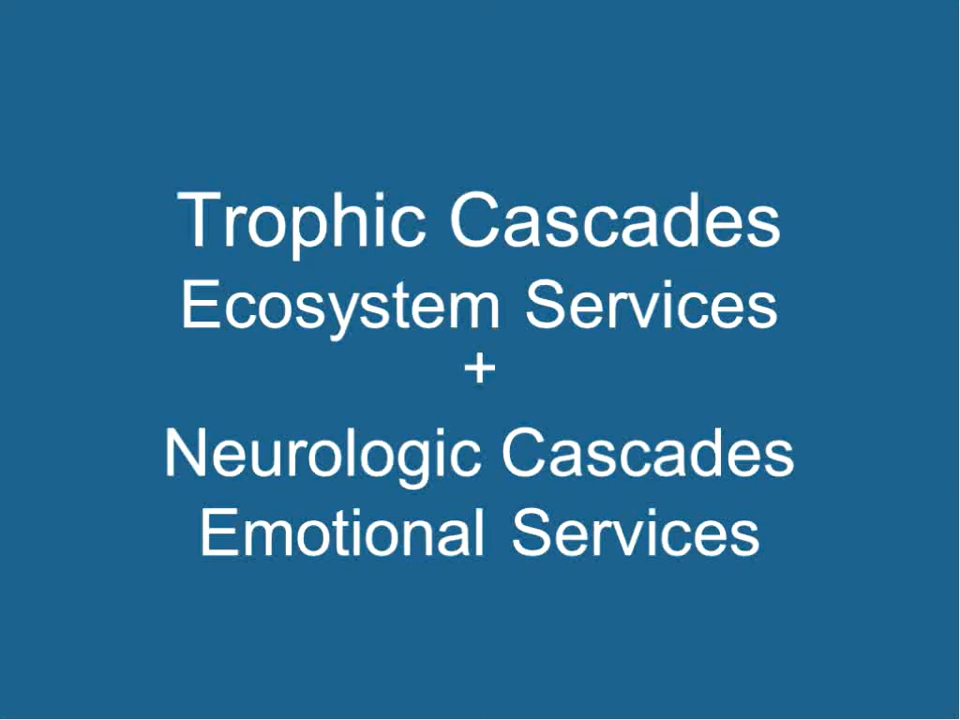 Trophic Cascades
Ecosystem Services
+
Neurologic Cascades
Emotional Services